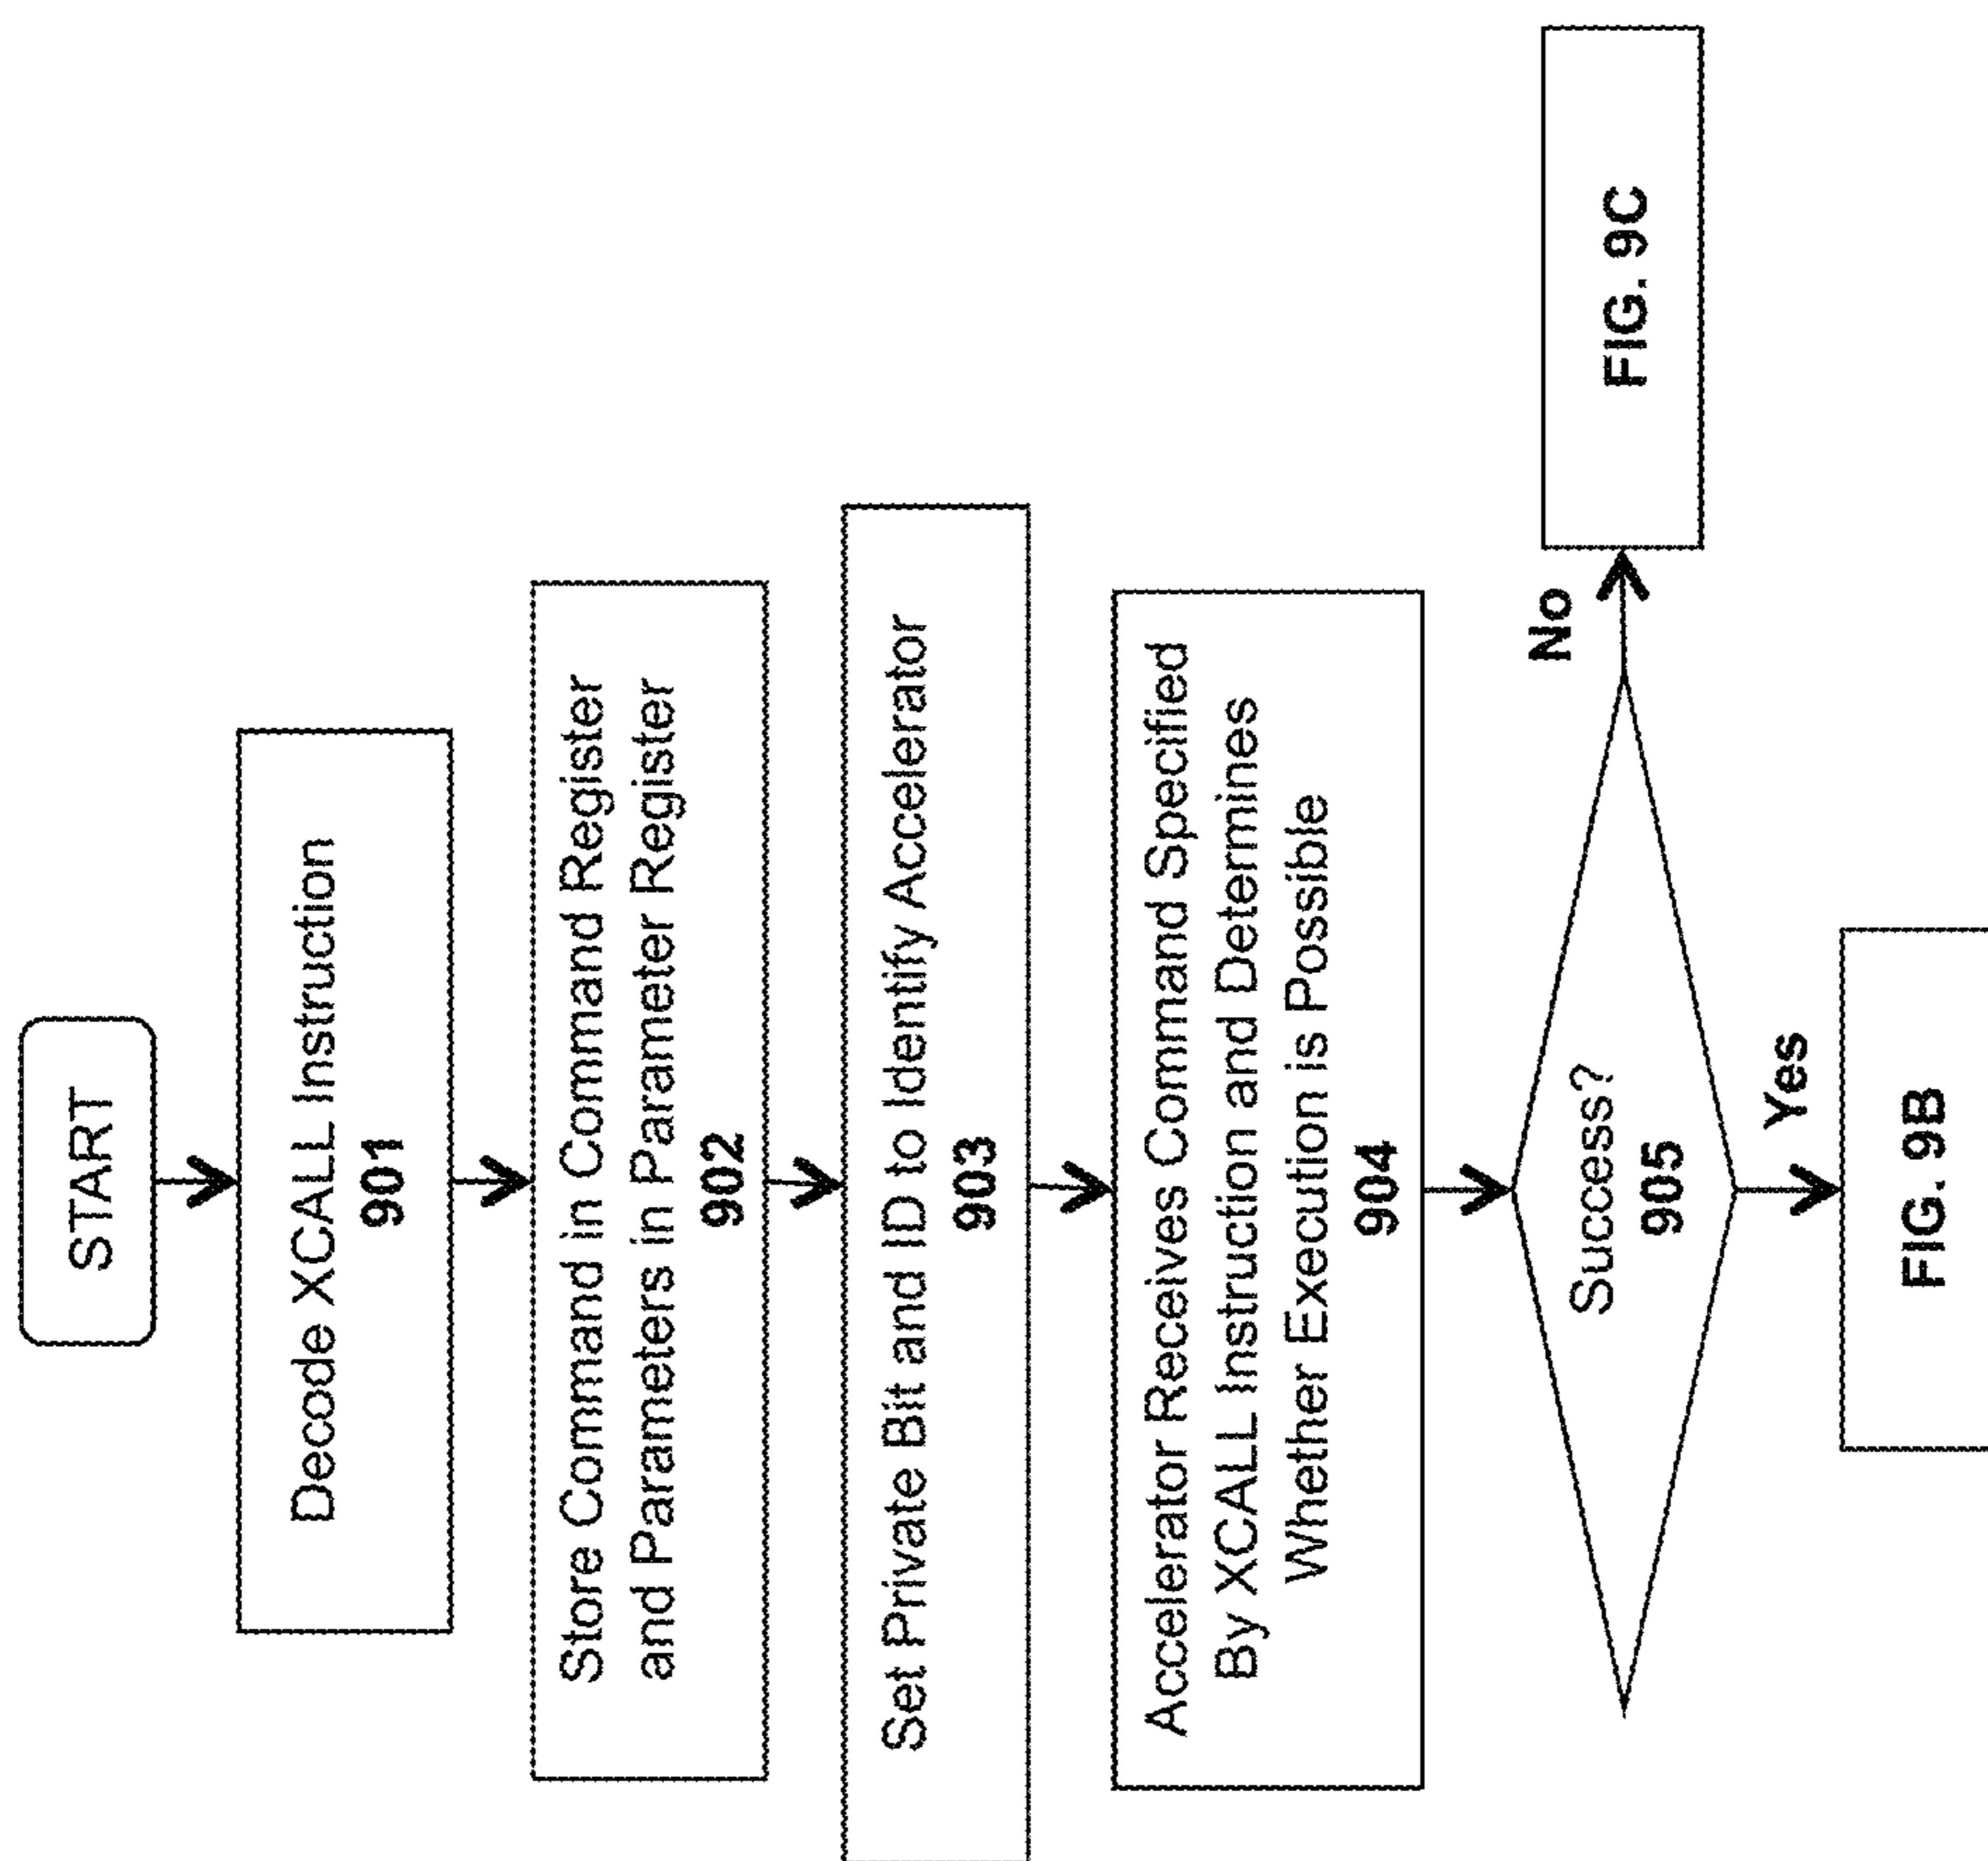 START
Decode XCALL Instruction
901
Store Command in Command Register
and Parameters in Parameter Register
902
Set Private Bit and ID to Identify Accelerator
903
Accelerator Receives Command Specified
By XCALL Instruction and Determines
Whether Execution is Possible
904
Success?
905
No
FIG. 9C
Yes
FIG. 9B